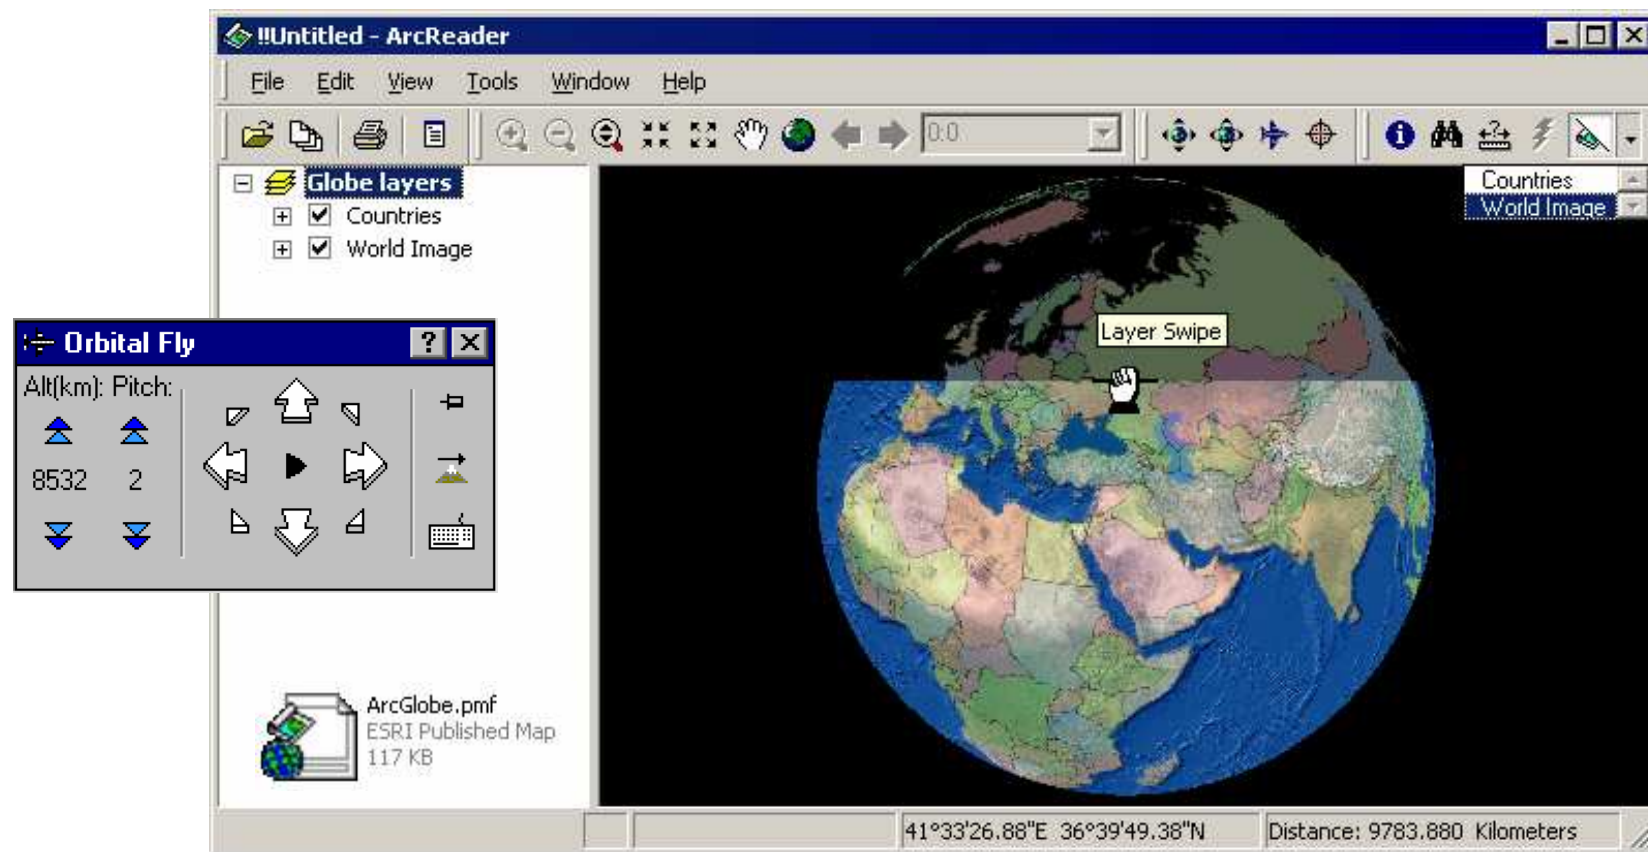 !!Untitled - ArcReader
File Edit View Tools Window Help
0:0
Globe layers
Countries
World Image
Countries
World Image
Layer Swipe
Orbital Fly
Alt(km): Pitch:
8532 2
ArcGlobe.pmf
ESRI Published Map
117 KB
41°33'26.88"E 36°39'49.38"N Distance: 9783.880 Kilometers